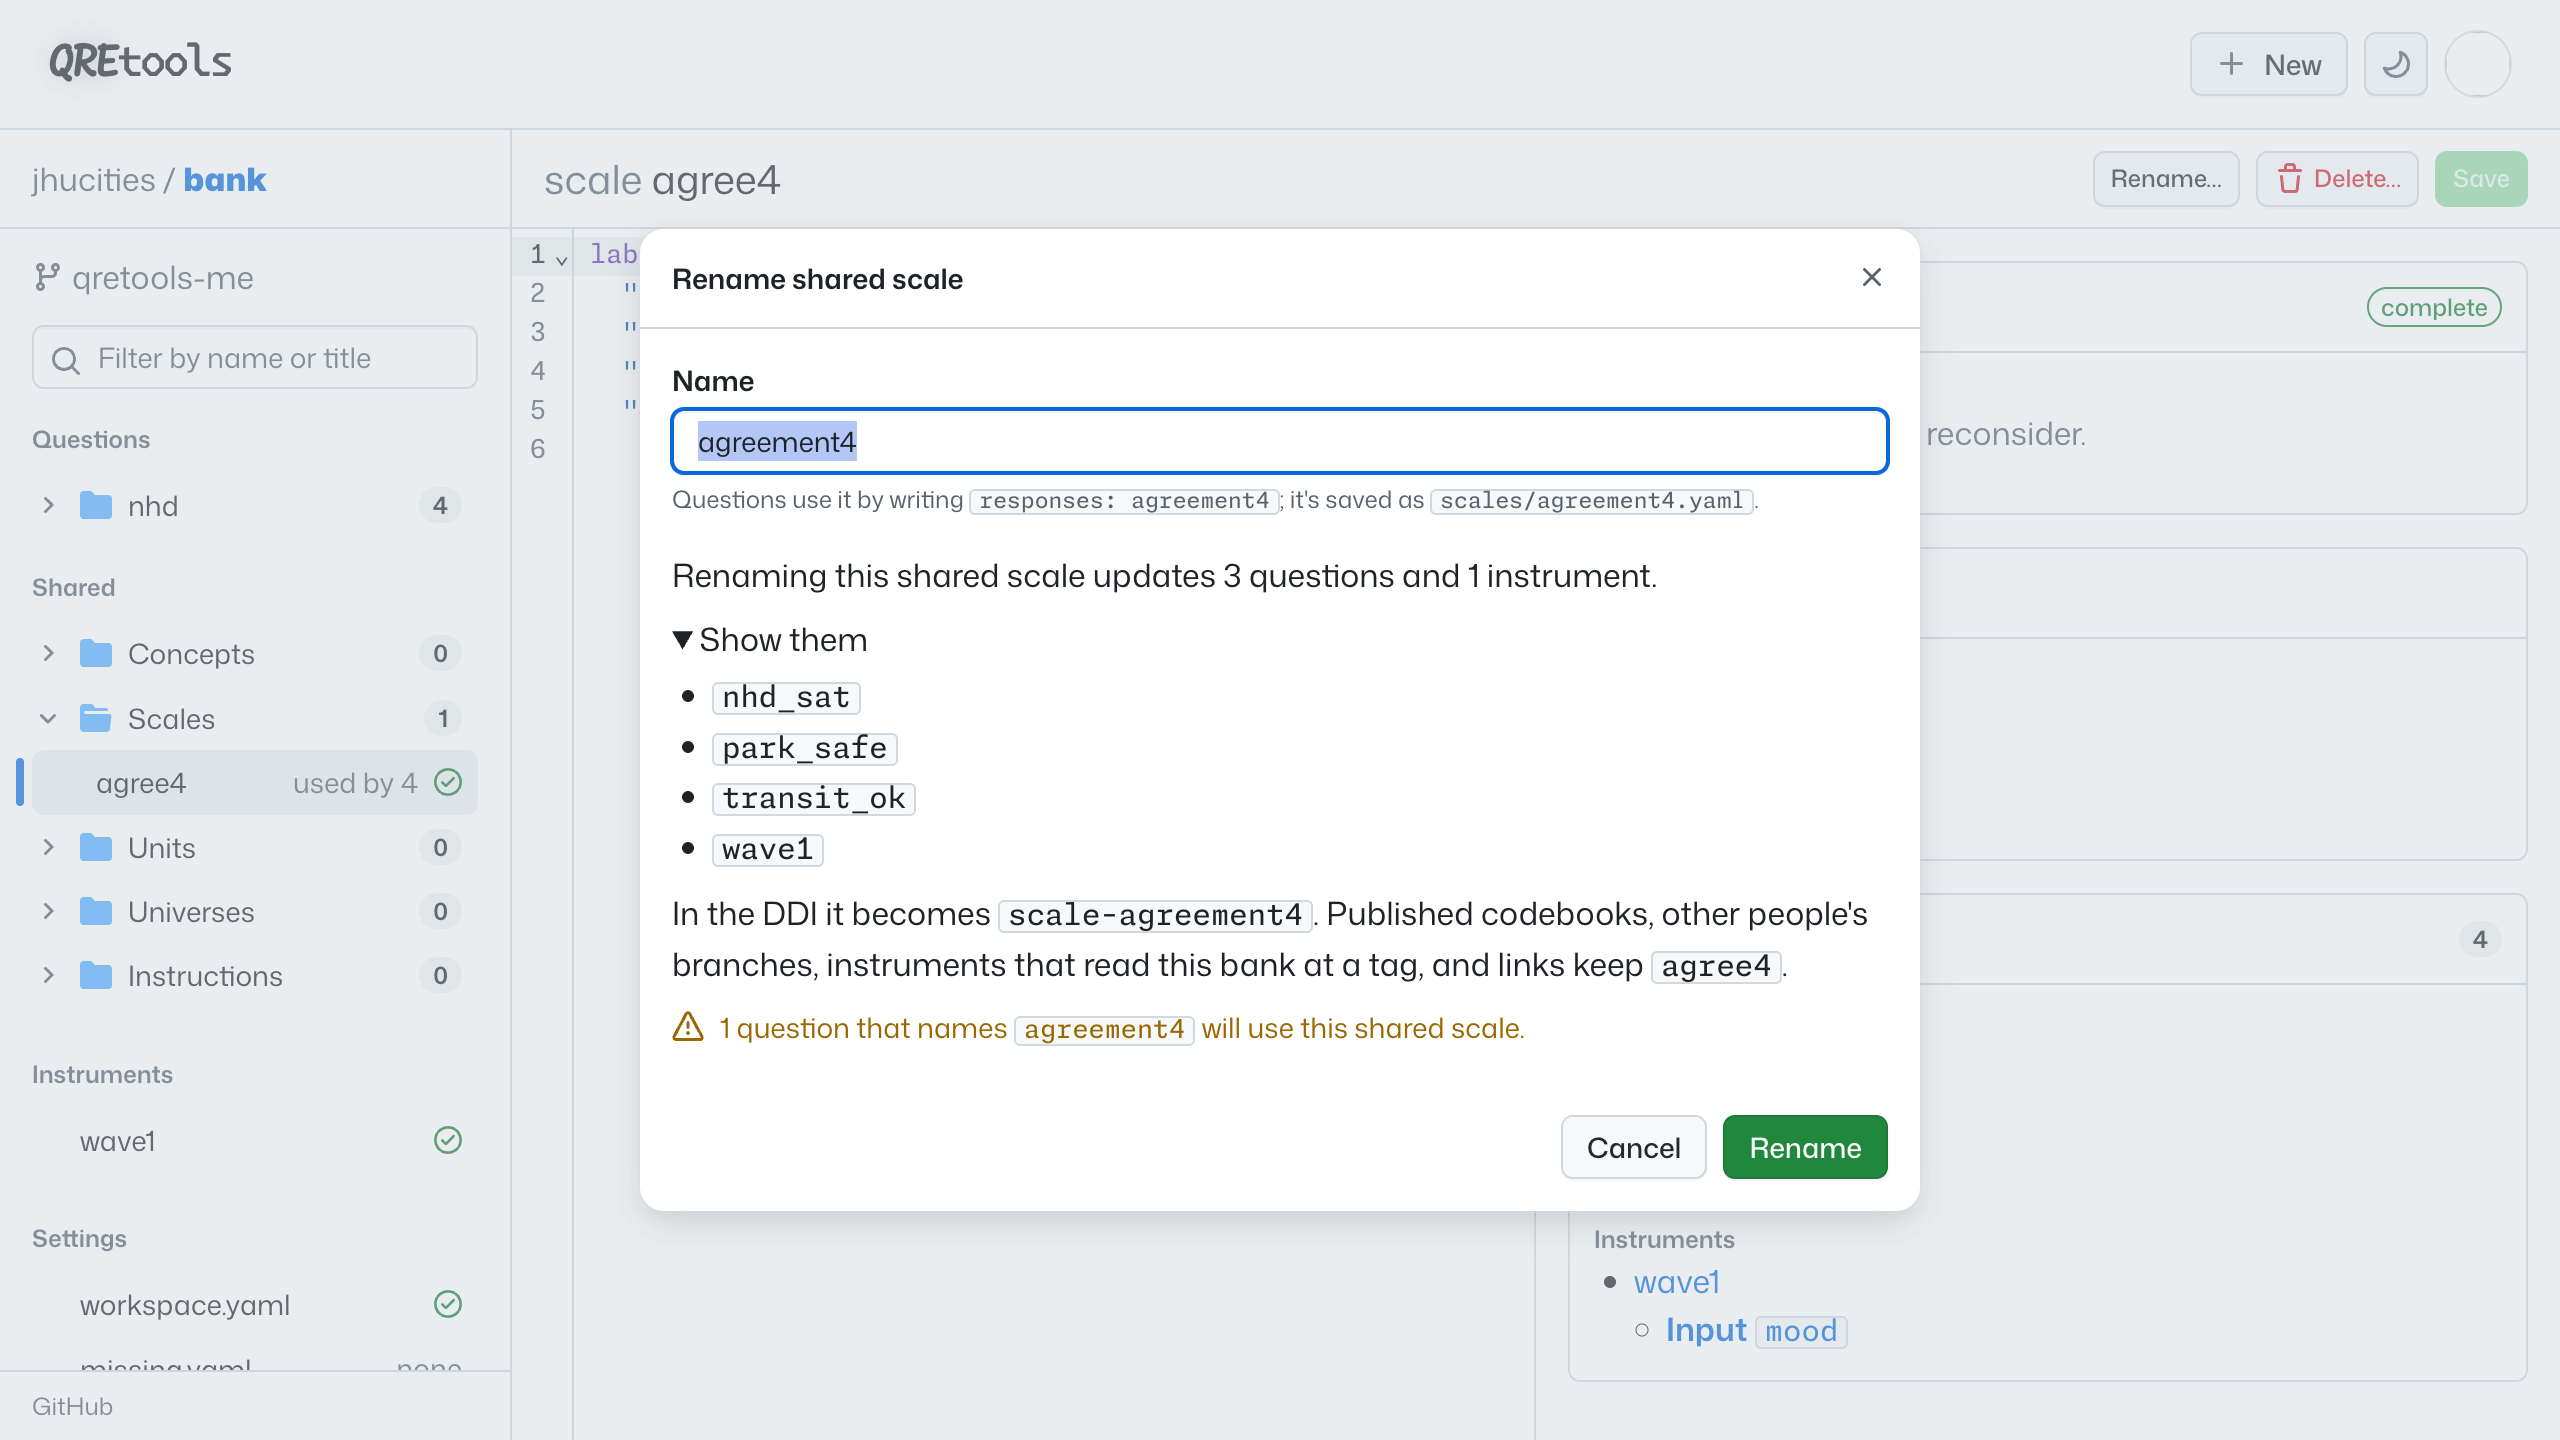 QREtools
New
jhucities / bank
scale agree4
Rename...
Delete...
Save
qretools-me
Filter by name or title
Questions
nhd 4
Shared
Concepts 0
Scales 1
agree4 used by 4
Units 0
Universes 0
Instructions 0
Instruments
wave1
Settings
workspace.yaml
missing.yaml none
GitHub
1 lab
2 "
3 "
4 "
5 "
6
Rename shared scale
Name
agreement4
Questions use it by writing responses: agreement4; it's saved as scales/agreement4.yaml.
Renaming this shared scale updates 3 questions and 1 instrument.
Show them
nhd_sat
park_safe
transit_ok
wave1
In the DDI it becomes scale-agreement4. Published codebooks, other people's
branches, instruments that read this bank at a tag, and links keep agree4.
1 question that names agreement4 will use this shared scale.
Cancel
Rename
complete
reconsider.
4
Instruments
wave1
Input mood